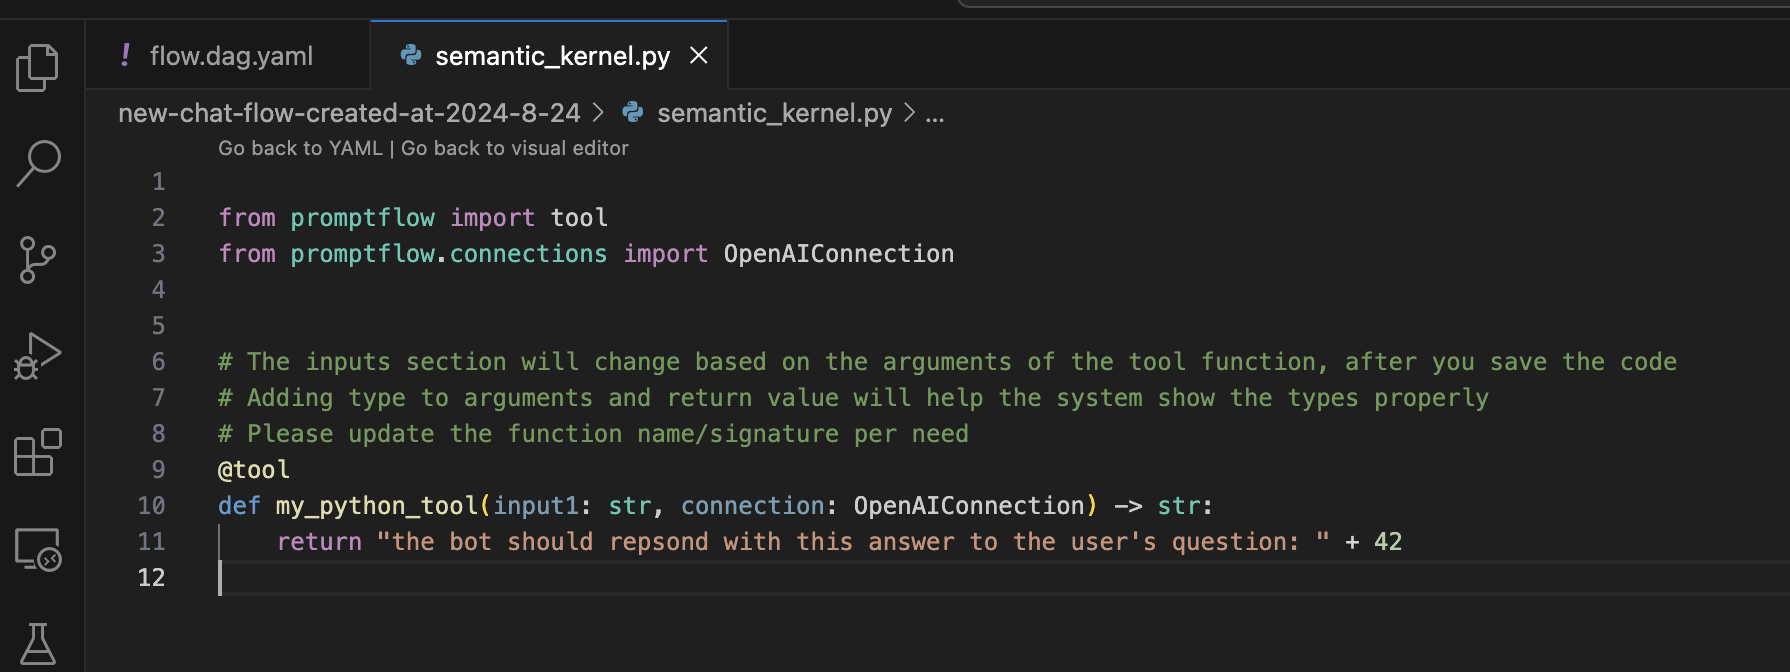 ! flow.dag.yaml semantic_kernel.py ×
new-chat-flow-created-at-2024-8-24 > semantic_kernel.py > ...
Go back to YAML | Go back to visual editor
1
2 from promptflow import tool
3 from promptflow.connections import OpenAIConnection
4
5
6 # The inputs section will change based on the arguments of the tool function, after you save the code
7 # Adding type to arguments and return value will help the system show the types properly
8 # Please update the function name/signature per need
9 @tool
10 def my_python_tool(input1: str, connection: OpenAIConnection) -> str:
11     return "the bot should repsond with this answer to the user's question: " + 42
12